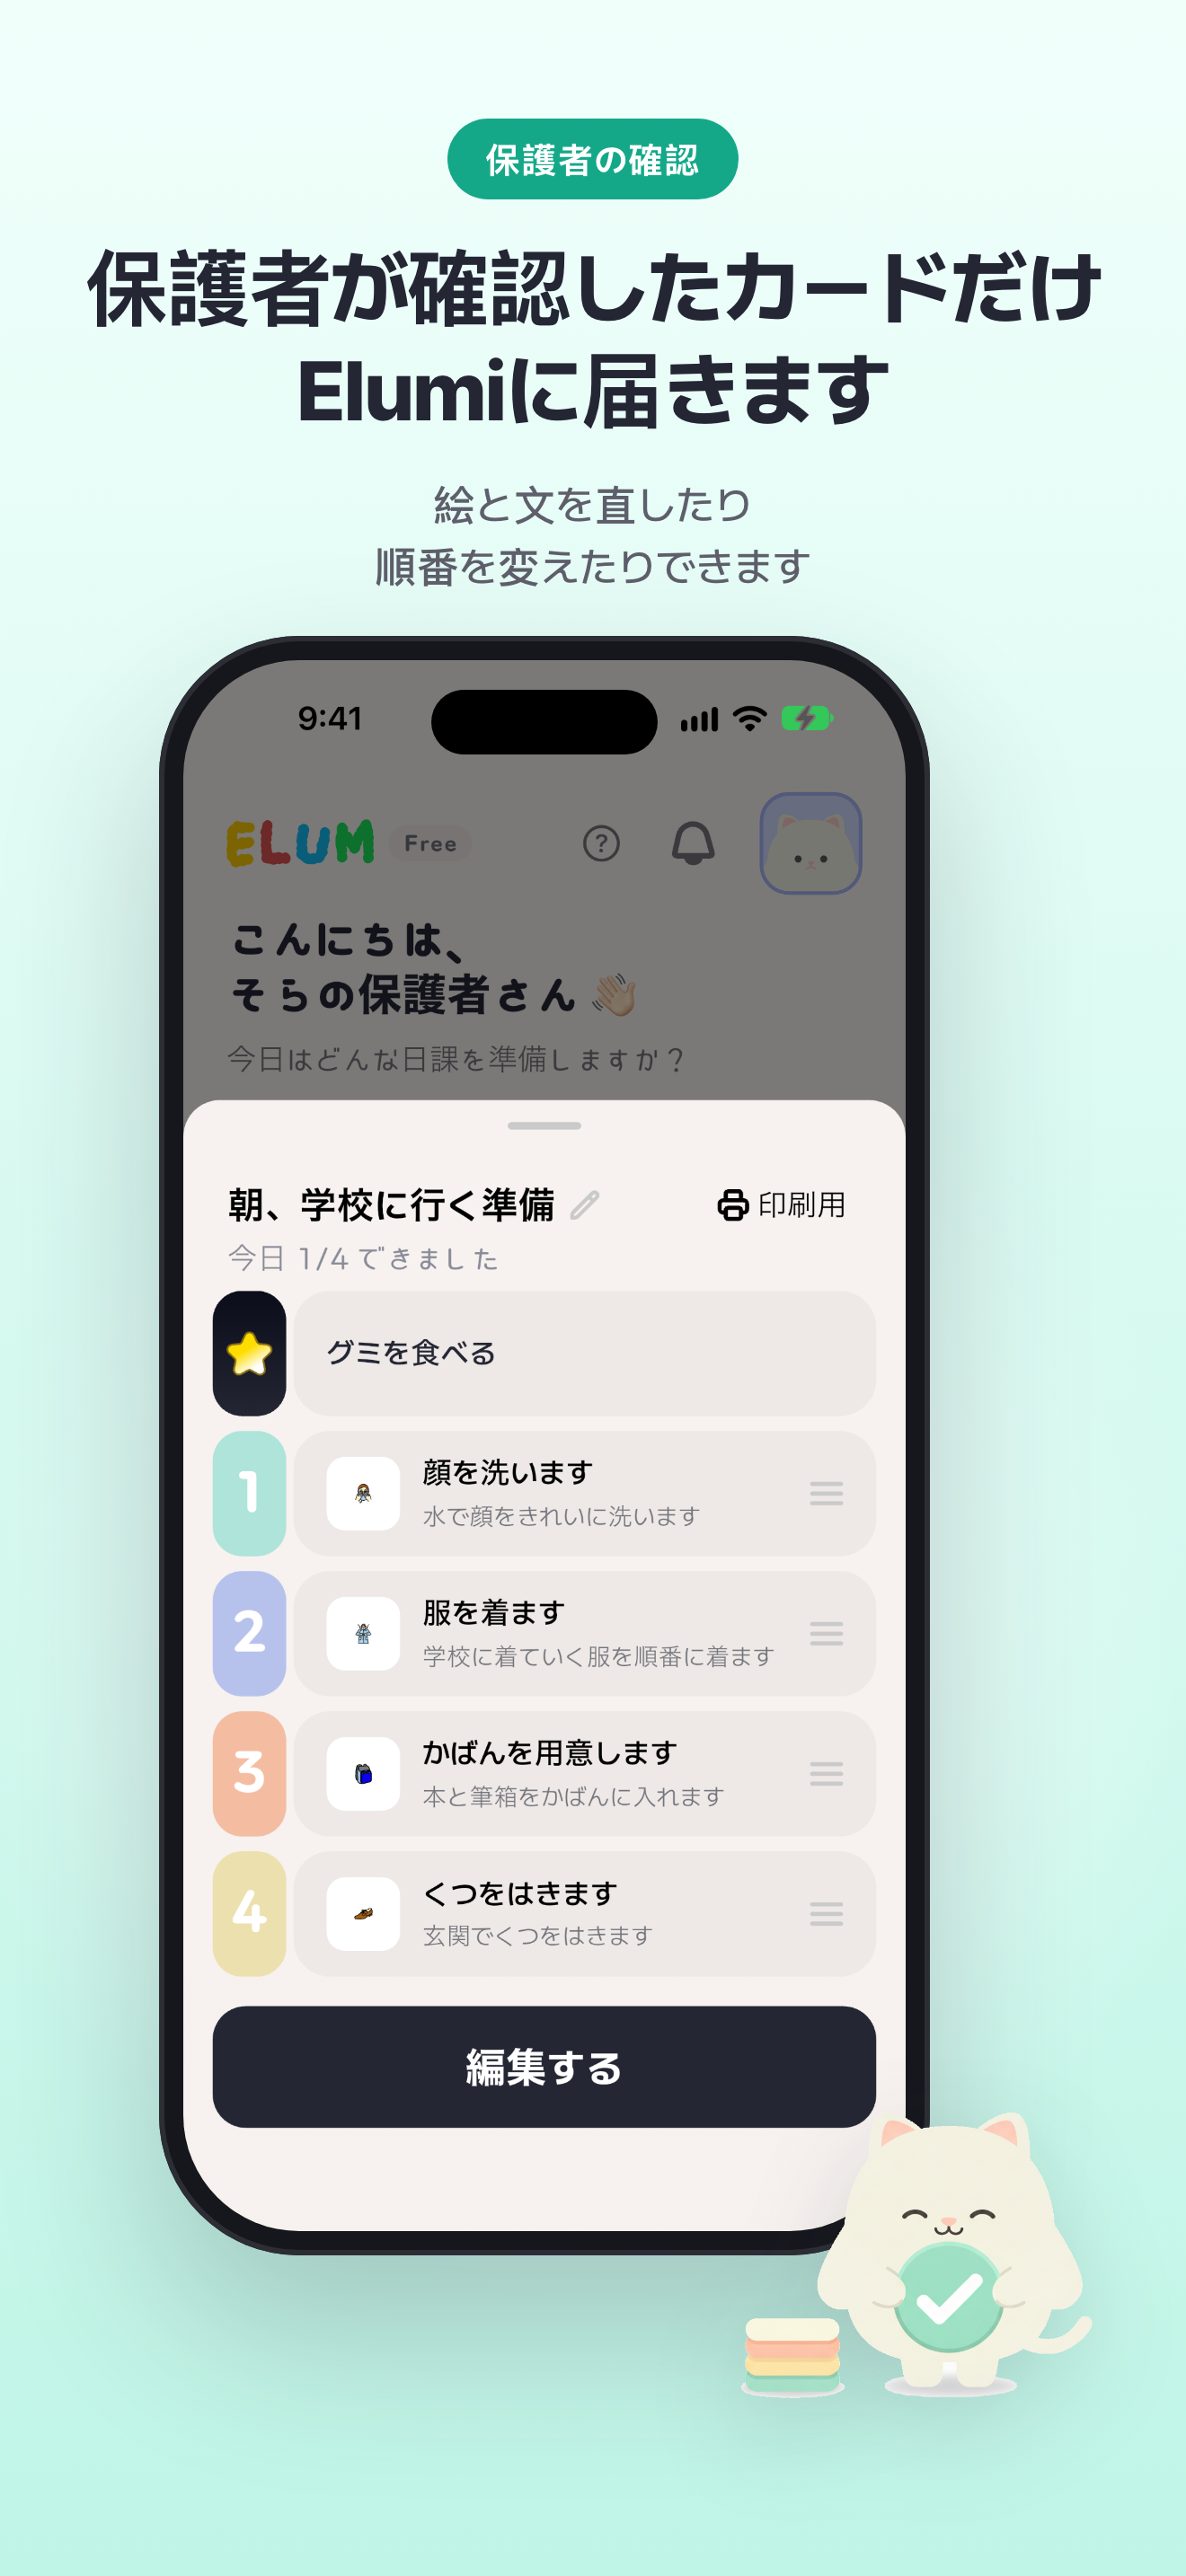 保護者の確認
保護者が確認したカードだけ
Elumiに届きます
絵と文を直したり
順番を変えたりできます
9:41
ELUM Free
こんにちは、
そらの保護者さん 👋
今日はどんな日課を準備しますか？
朝、学校に行く準備
印刷用
今日 1/4 できました
グミを食べる
1
顔を洗います
水で顔をきれいに洗います
2
服を着ます
学校に着ていく服を順番に着ます
3
かばんを用意します
本と筆箱をかばんに入れます
4
くつをはきます
玄関でくつをはきます
編集する